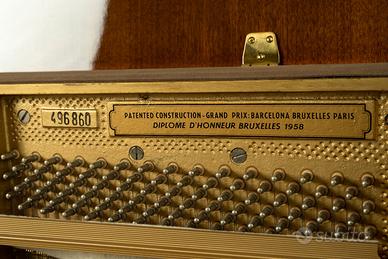 496860
PATENTED CONSTRUCTION-GRAND PRIX: BARCELONA BRUXELLES PARIS
DIPLOME D'HONNEUR BRUXELLES 1958
subito